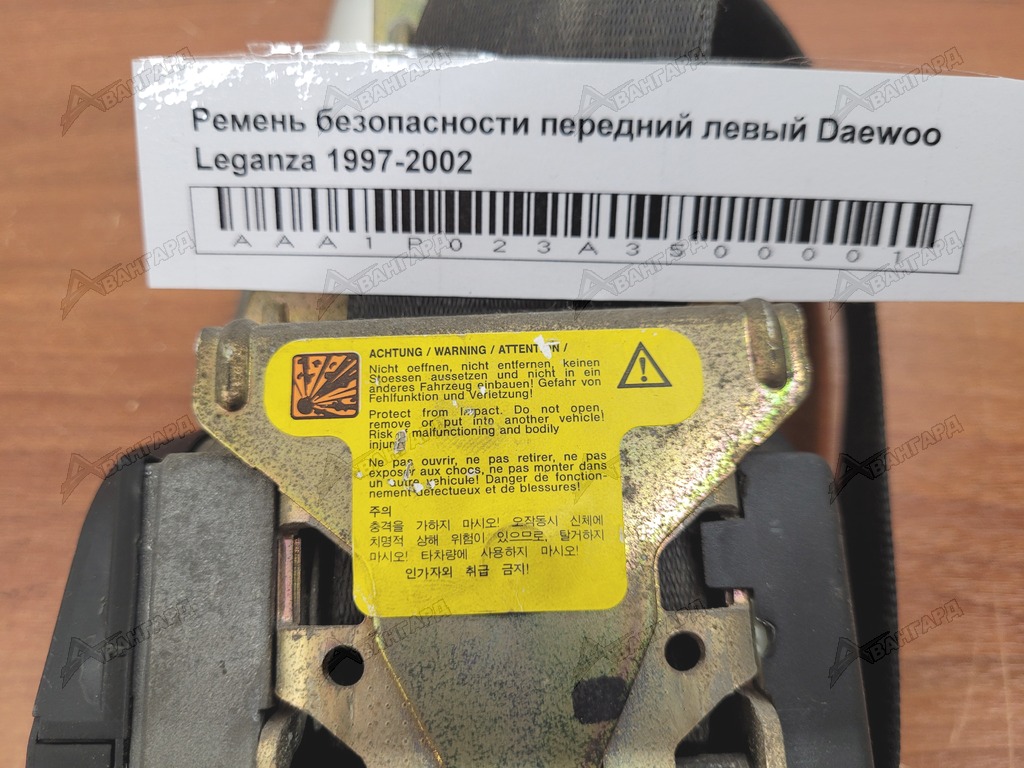 Ремень безопасности передний левый Daewoo
Leganza 1997-2002
AAA1P023A3500001
ACHTUNG / WARNING / ATTENTION /
Nicht oeffnen, nicht entfernen, keinen
Stoessen aussetzen und nicht in ein
anderes Fahrzeug einbauen! Gefahr von
Fehlfunktion und Verletzung!
Protect from Impact. Do not open,
remove or put into another vehicle!
Risk of malfunctioning and bodily
injury
Ne pas ouvrir, ne pas retirer, ne pas
exposer aux chocs, ne pas monter dans
un autre vehicule! Danger de fonction-
nement defectueux et de blessures!
주의
충격을 가하지 마시오! 오작동시 신체에
치명적 상해 위험이 있으므로, 탈거하지
마시오! 타차량에 사용하지 마시오!
인가자외 취급 금지!
АВАНГАРД